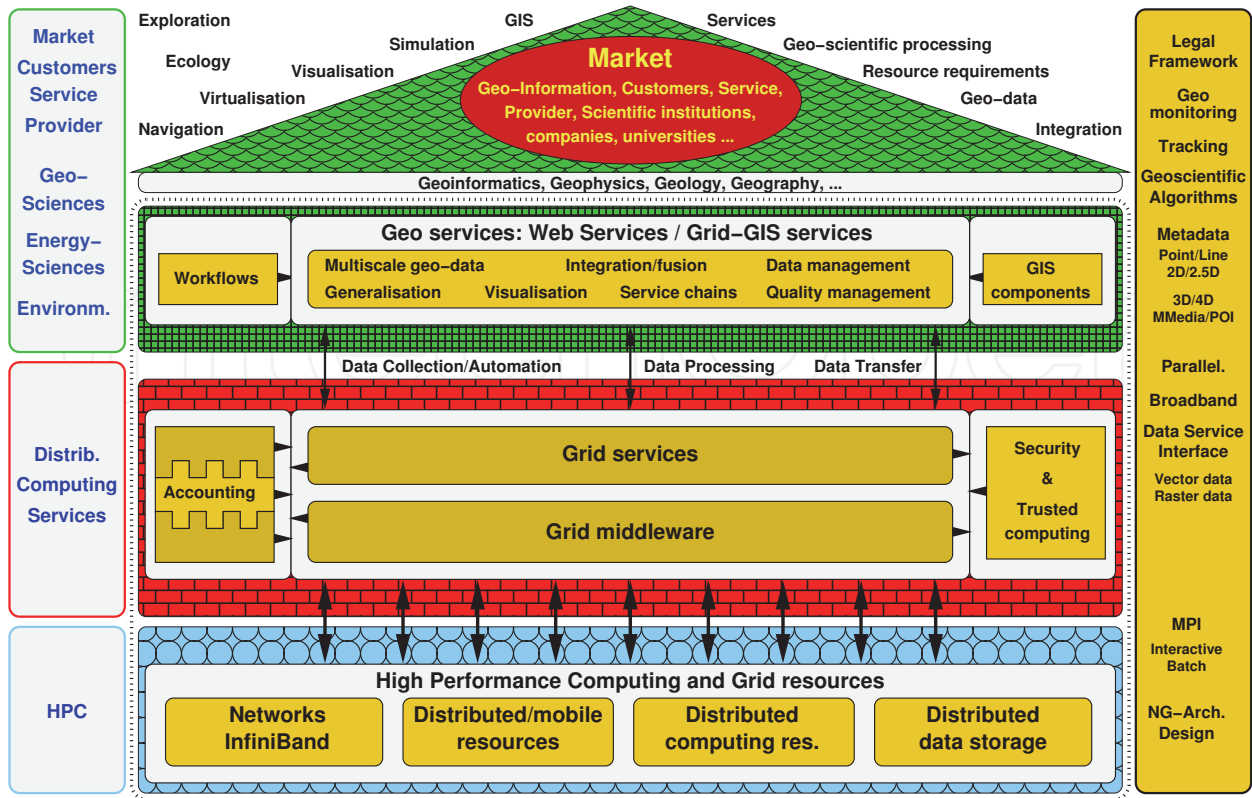 Market
Customers
Service
Provider
Geo-
Sciences
Energy-
Sciences
Environm.
Distrib.
Computing
Services
HPC
Exploration
GIS
Services
Simulation
Geo-scientific processing
Ecology
Visualisation
Resource requirements
Virtualisation
Geo-data
Navigation
Integration
Market
Geo-Information, Customers, Service,
Provider, Scientific institutions,
companies, universities ...
Geoinformatics, Geophysics, Geology, Geography, ...
Geo services: Web Services / Grid-GIS services
Workflows
Multiscale geo-data Integration/fusion Data management
Generalisation Visualisation Service chains Quality management
GIS
components
Data Collection/Automation Data Processing Data Transfer
Accounting
Grid services
Grid middleware
Security
&
Trusted
computing
High Performance Computing and Grid resources
Networks
InfiniBand
Distributed/mobile
resources
Distributed
computing res.
Distributed
data storage
Legal
Framework
Geo
monitoring
Tracking
Geoscientific
Algorithms
Metadata
Point/Line
2D/2.5D
3D/4D
MMedia/POI
Parallel.
Broadband
Data Service
Interface
Vector data
Raster data
MPI
Interactive
Batch
NG-Arch.
Design